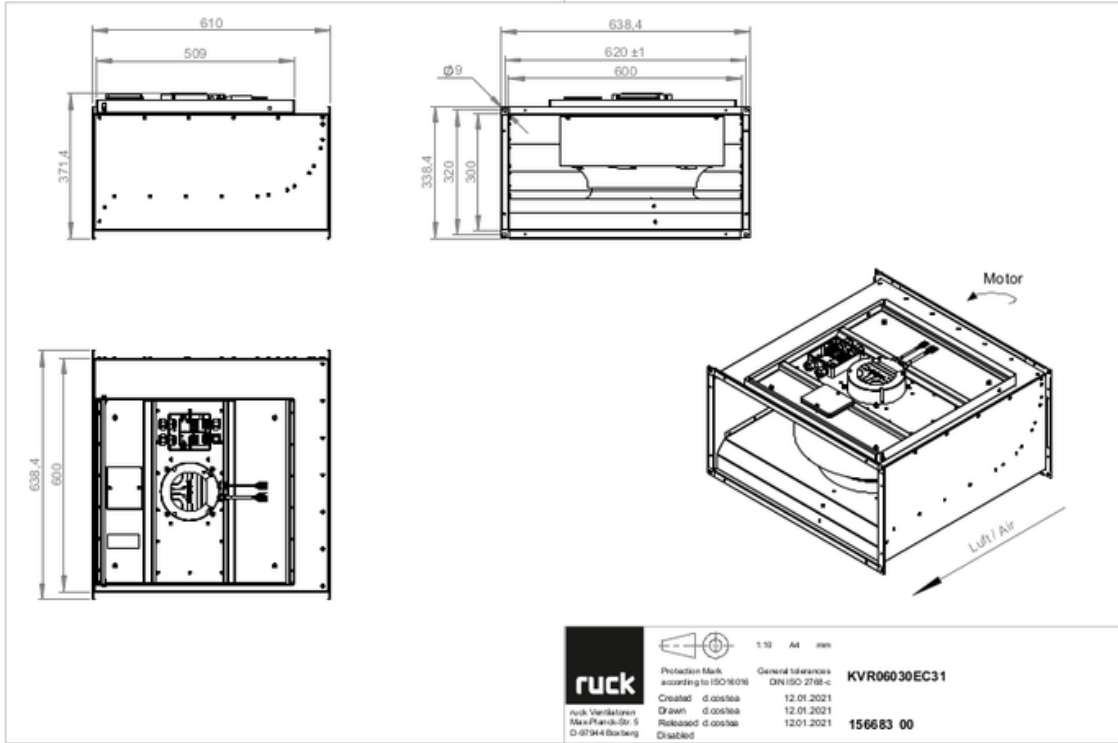 610
509
371,4
638,4
620 ±1
600
Ø9
338,4
320
300
638,4
600
Motor
Luft / Air
ruck
ruck Ventilatoren
Max-Planck-Str. 5
D-97944 Boxberg
1:10 A4 mm
Protection Mark
according to ISO16016
General tolerances
DIN ISO 2768-c
KVR06030EC31
Created d.costea 12.01.2021
Drawn d.costea 12.01.2021
Released d.costea 12.01.2021
Disabled
156683 00